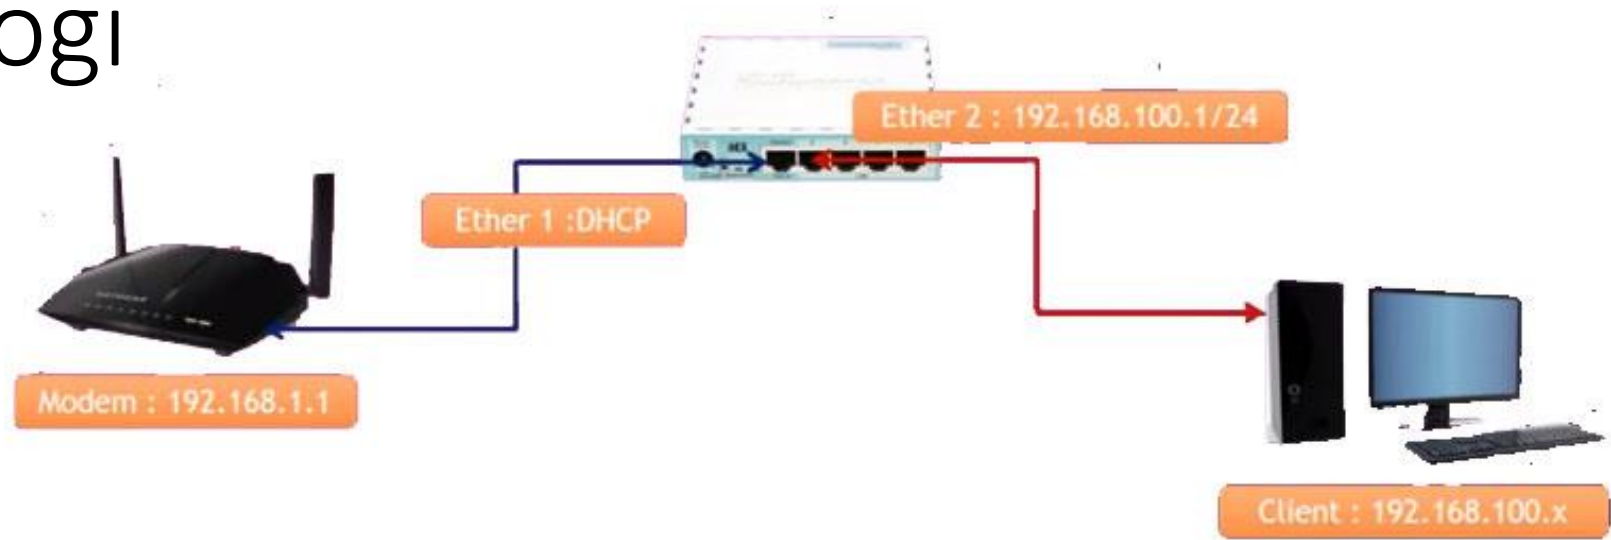 ogi
Ether 2 : 192.168.100.1/24
Ether 1 :DHCP
Modem : 192.168.1.1
Client : 192.168.100.x